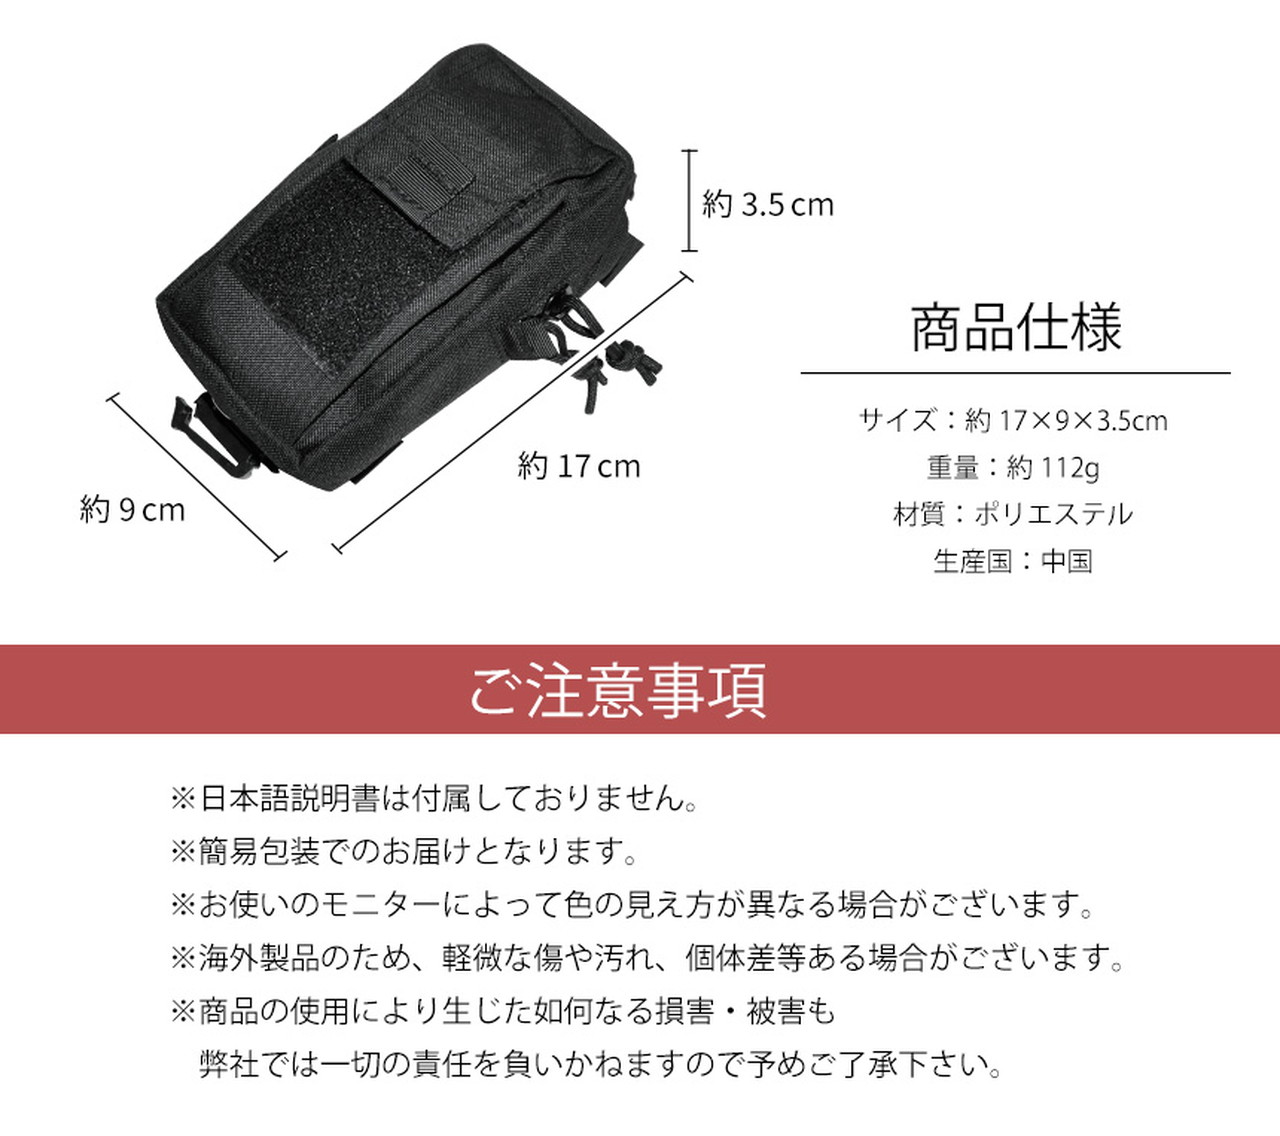 約 3.5 cm
約 17 cm
約 9 cm
商品仕様
サイズ：約 17×9×3.5cm
重量：約 112g
材質：ポリエステル
生産国：中国
ご注意事項
※日本語説明書は付属しておりません。
※簡易包装でのお届けとなります。
※お使いのモニターによって色の見え方が異なる場合がございます。
※海外製品のため、軽微な傷や汚れ、個体差等ある場合がございます。
※商品の使用により生じた如何なる損害・被害も
弊社では一切の責任を負いかねますので予めご了承下さい。